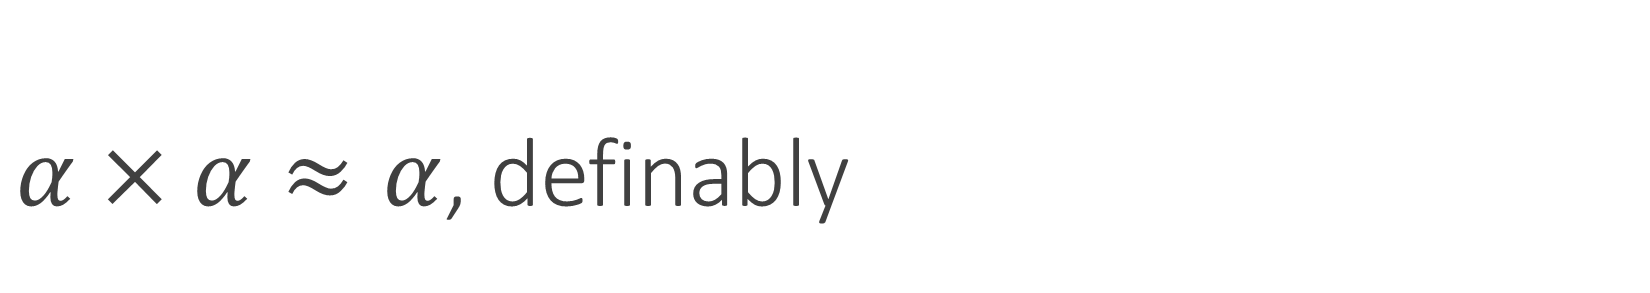 𝛼 × 𝛼 ≈ 𝛼, definably